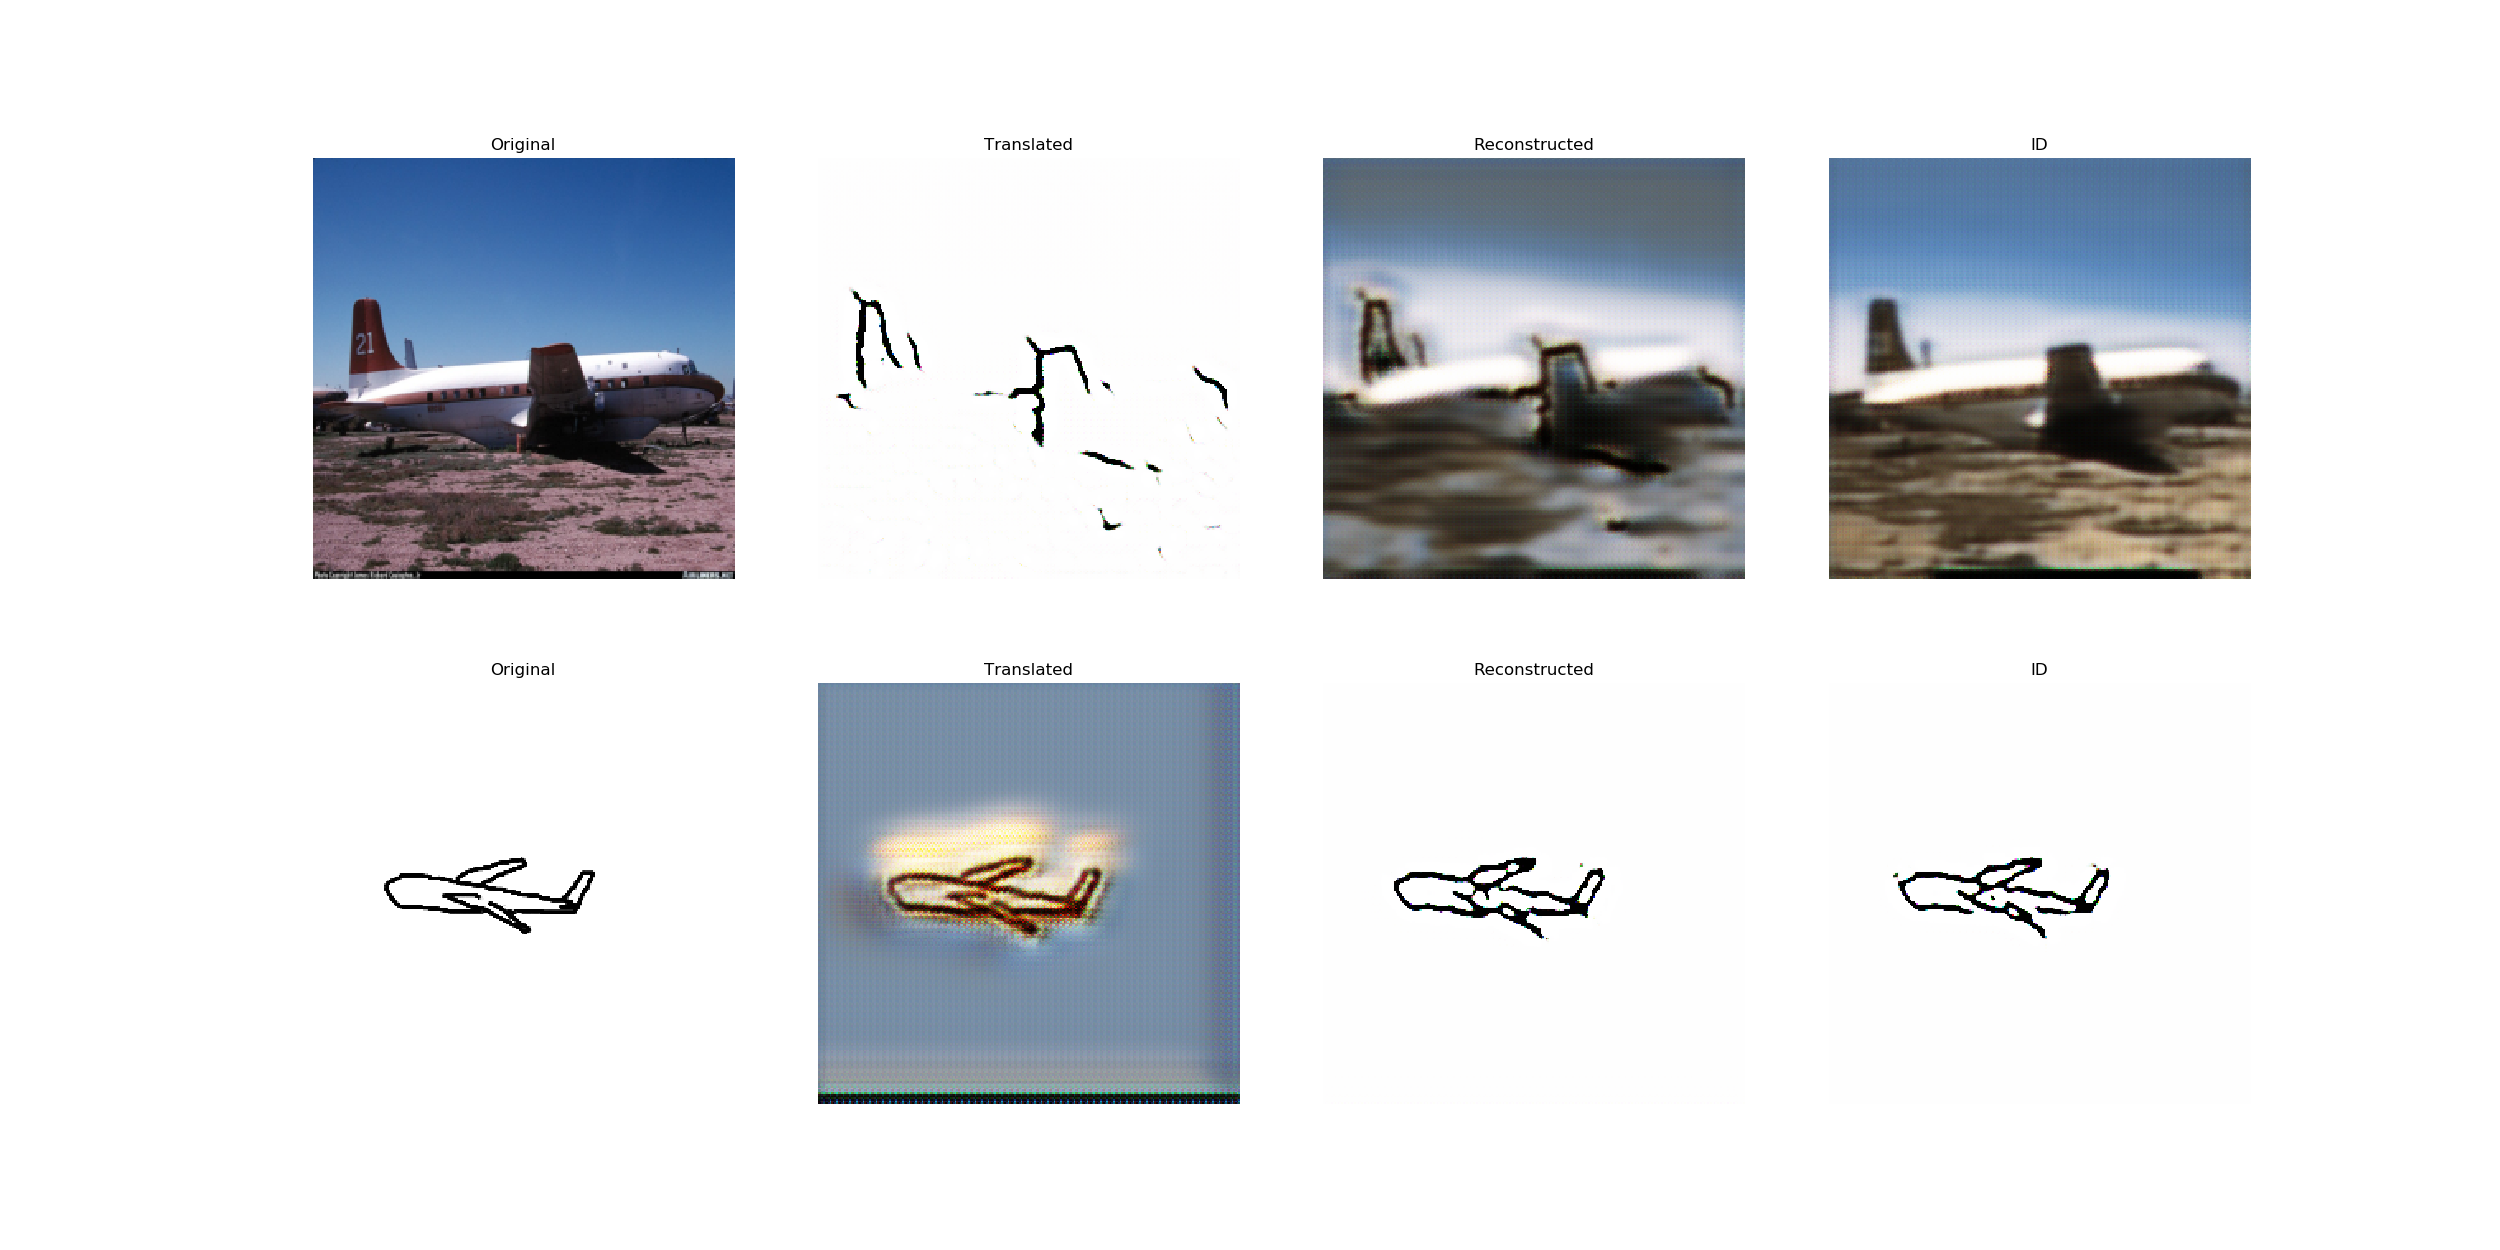 Original
Translated
Reconstructed
ID
21
Original
Translated
Reconstructed
ID